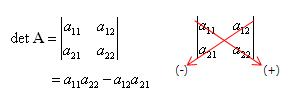 det A = | a₁₁ a₁₂ |
| a₂₁ a₂₂ |
= a₁₁a₂₂ − a₁₂a₂₁
| a₁₁ a₁₂ |
| a₂₁ a₂₂ |
(-) (+)